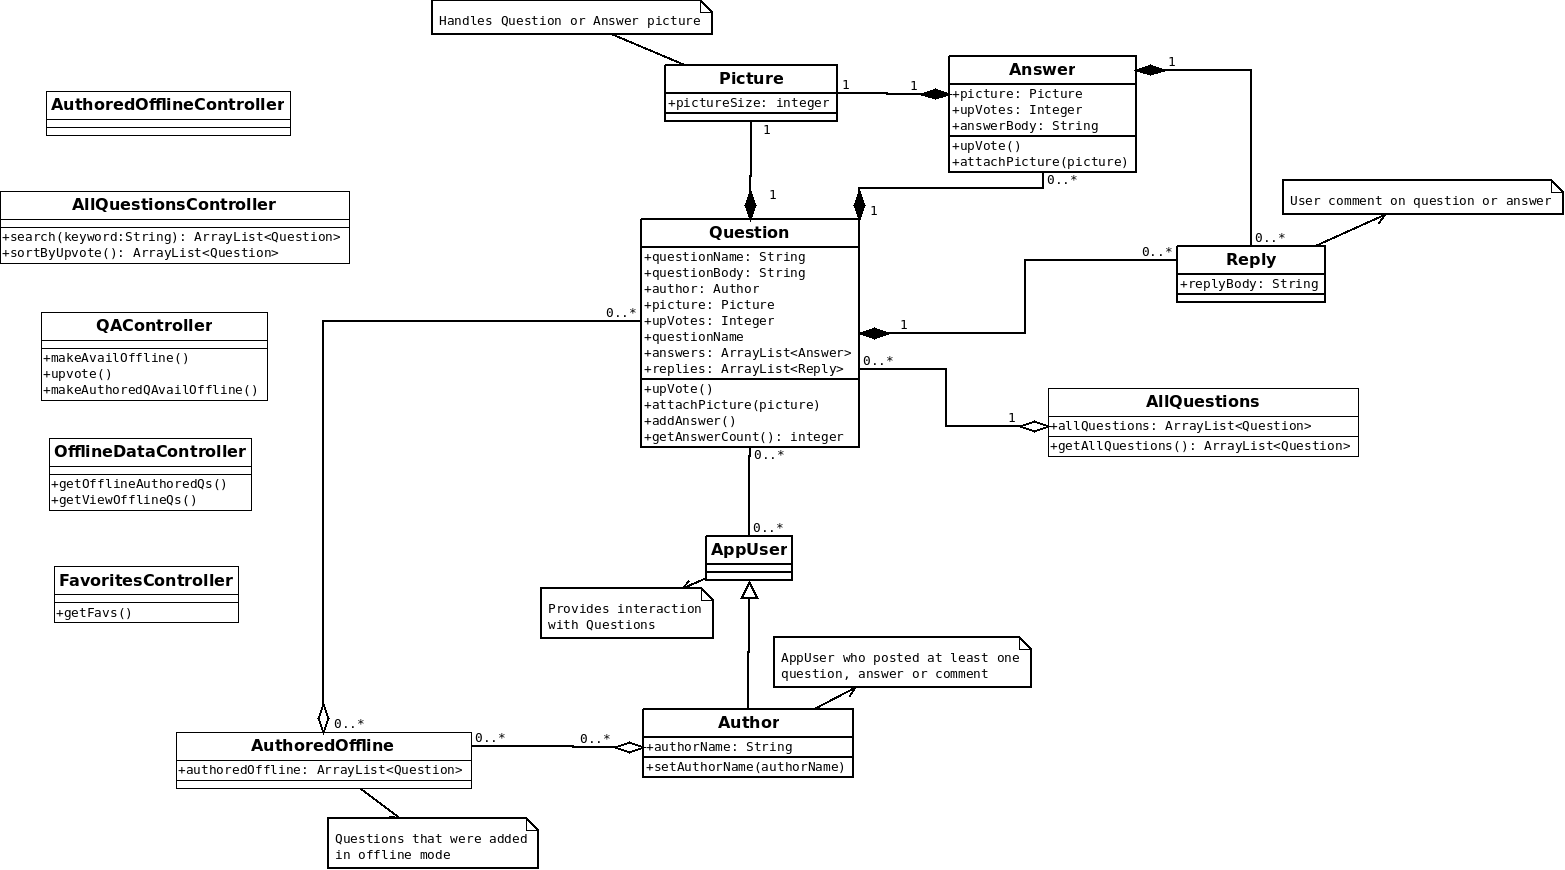 Handles Question or Answer picture
AuthoredOfflineController
AllQuestionsController
+search(keyword:String): ArrayList<Question>
+sortByUpvote(): ArrayList<Question>
QAController
+makeAvailOffline()
+upvote()
+makeAuthoredQAvailOffline()
OfflineDataController
+getOfflineAuthoredQs()
+getViewOfflineQs()
FavoritesController
+getFavs()
Picture
+pictureSize: integer
1
1
1
1
Answer
+picture: Picture
+upVotes: Integer
+answerBody: String
+upVote()
+attachPicture(picture)
1
0..*
1
User comment on question or answer
0..*
0..*
Reply
+replyBody: String
Question
+questionName: String
+questionBody: String
+author: Author
+picture: Picture
+upVotes: Integer
+questionName
+answers: ArrayList<Answer>
+replies: ArrayList<Reply>
+upVote()
+attachPicture(picture)
+addAnswer()
+getAnswerCount(): integer
0..*
1
0..*
1
AllQuestions
+allQuestions: ArrayList<Question>
+getAllQuestions(): ArrayList<Question>
0..*
0..*
AppUser
Provides interaction
with Questions
AppUser who posted at least one
question, answer or comment
Author
+authorName: String
+setAuthorName(authorName)
0..*
0..*
0..*
AuthoredOffline
+authoredOffline: ArrayList<Question>
Questions that were added
in offline mode